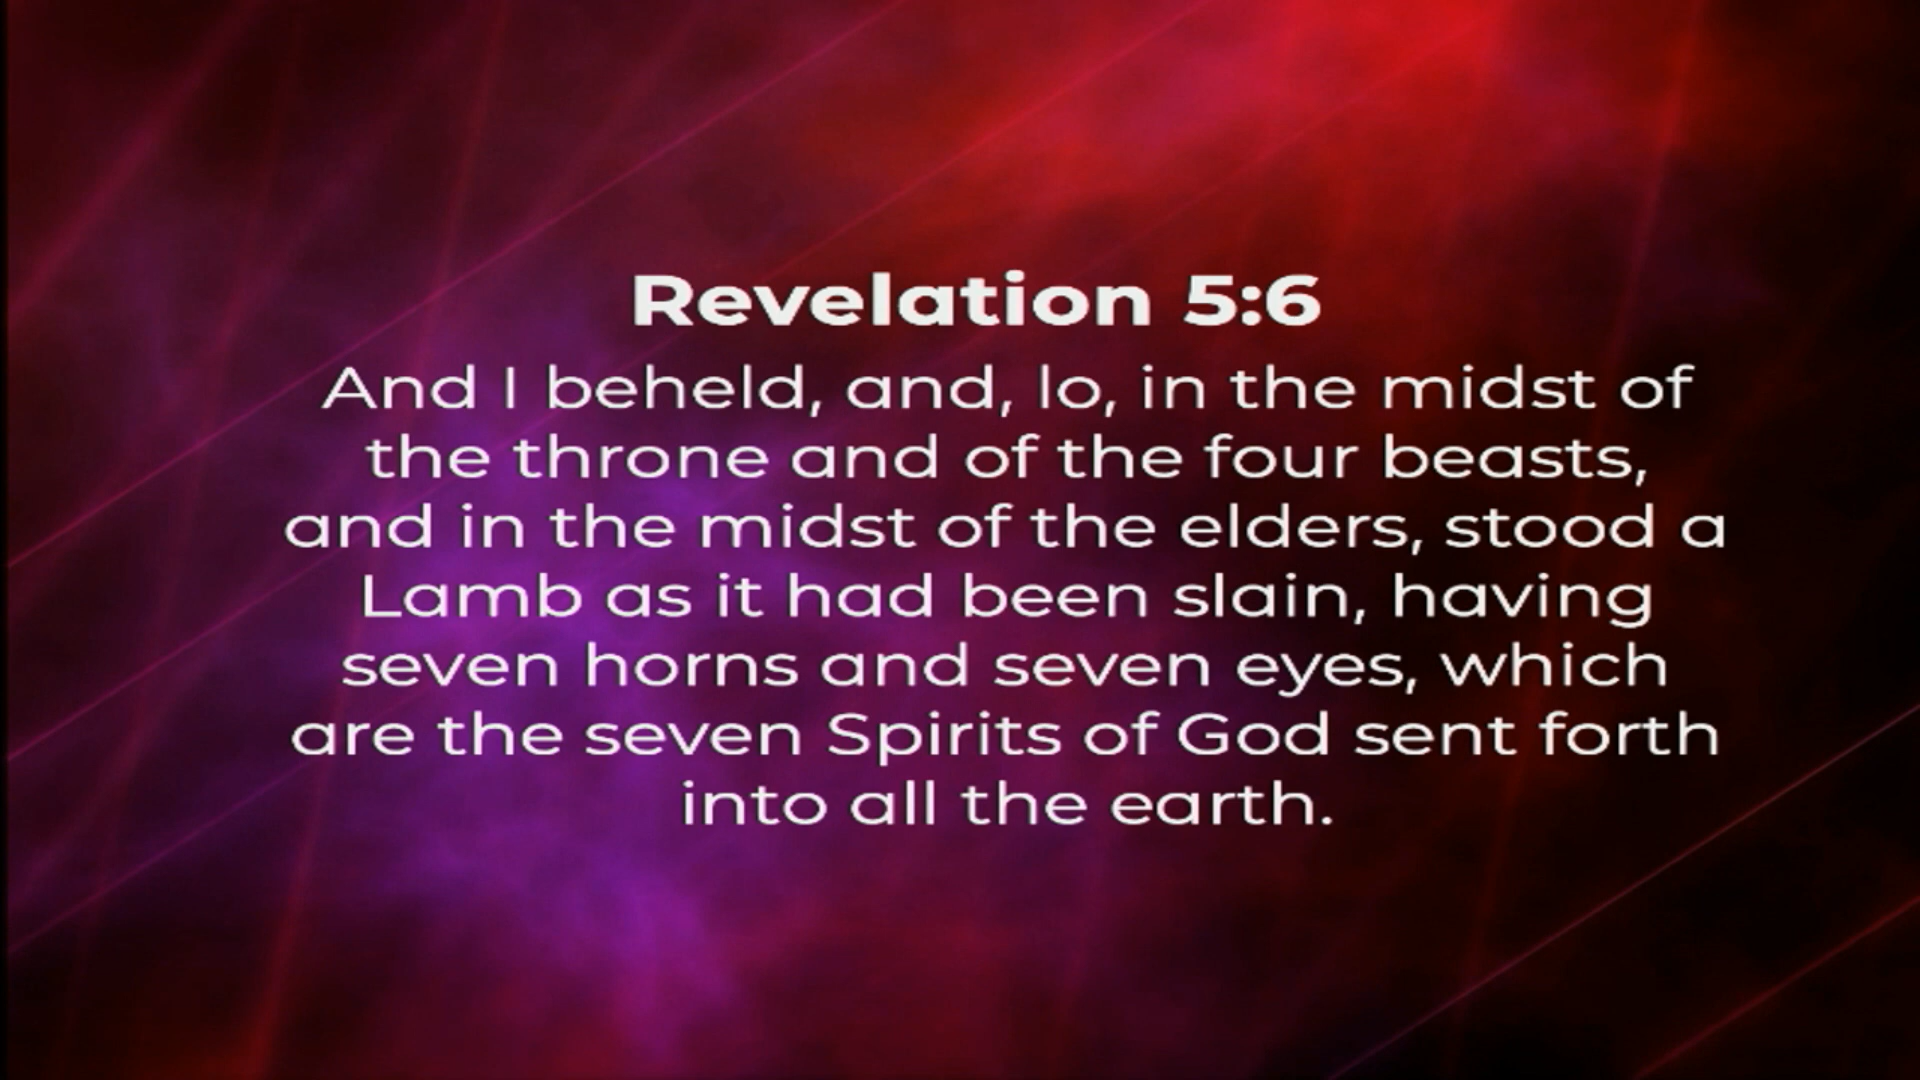 Revelation 5:6
And I beheld, and, lo, in the midst of
the throne and of the four beasts,
and in the midst of the elders, stood a
Lamb as it had been slain, having
seven horns and seven eyes, which
are the seven Spirits of God sent forth
into all the earth.